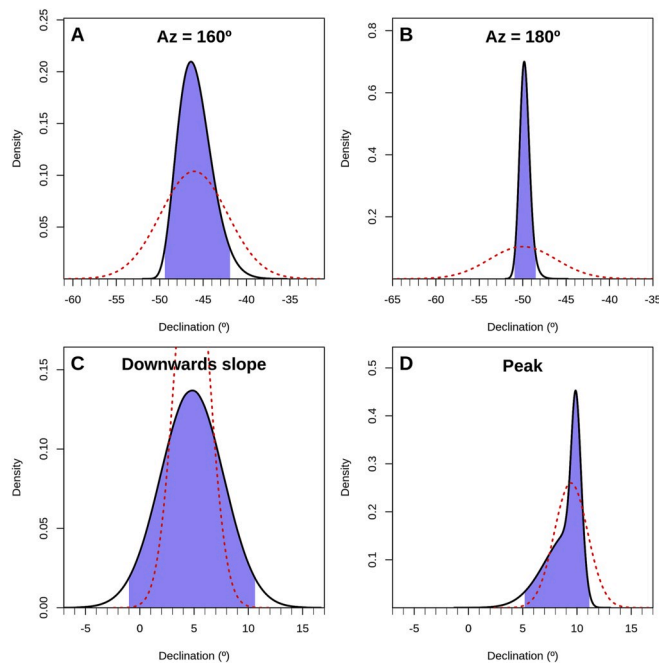 A
Az = 160º
Density
0.25
0.20
0.15
0.10
0.05
-60 -55 -50 -45 -40 -35
Declination (º)
B
Az = 180º
Density
0.8
0.6
0.4
0.2
-65 -60 -55 -50 -45 -40 -35
Declination (º)
C
Downwards slope
Density
0.15
0.10
0.05
0.00
-5 0 5 10 15
Declination (º)
D
Peak
Density
0.5
0.4
0.3
0.2
0.1
-5 0 5 10 15
Declination (º)